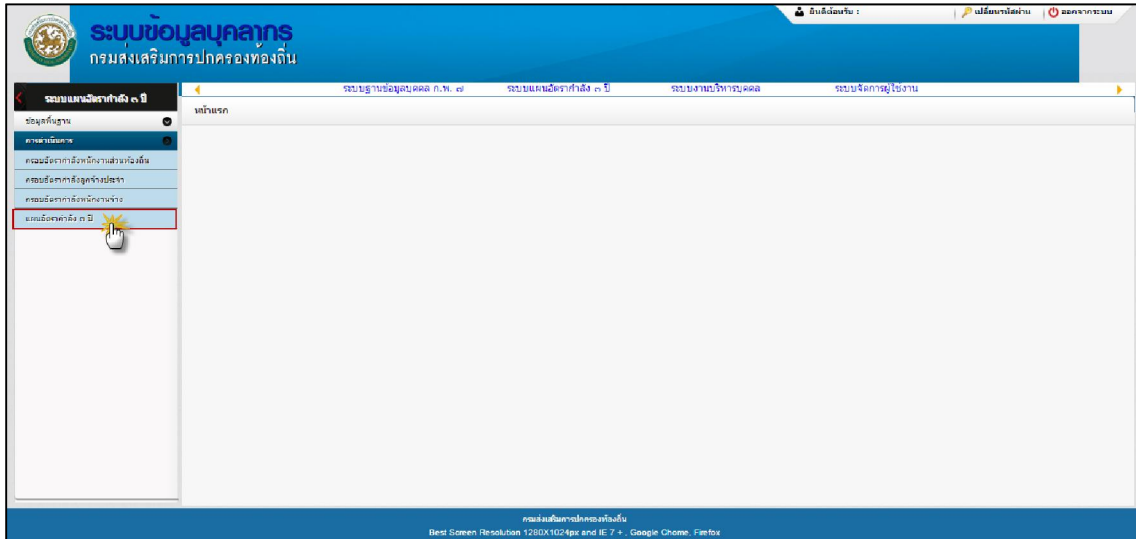 ยินดีต้อนรับ : เปลี่ยนรหัสผ่าน ออกจากระบบ
ระบบข้อมูลบุคลากร
กรมส่งเสริมการปกครองท้องถิ่น
ระบบแผนอัตรากำลัง ๓ ปี
ระบบฐานข้อมูลบุคคล ก.พ. ๗ ระบบแผนอัตรากำลัง ๓ ปี ระบบงานบริหารบุคคล ระบบจัดการผู้ใช้งาน
หน้าแรก
ข้อมูลพื้นฐาน
การดำเนินการ
กรอบอัตรากำลังพนักงานส่วนท้องถิ่น
กรอบอัตรากำลังลูกจ้างประจำ
กรอบอัตรากำลังพนักงานจ้าง
แผนอัตรากำลัง ๓ ปี
กรมส่งเสริมการปกครองท้องถิ่น
Best Screen Resolution 1280X1024px and IE 7 + , Google Chome, Firefox